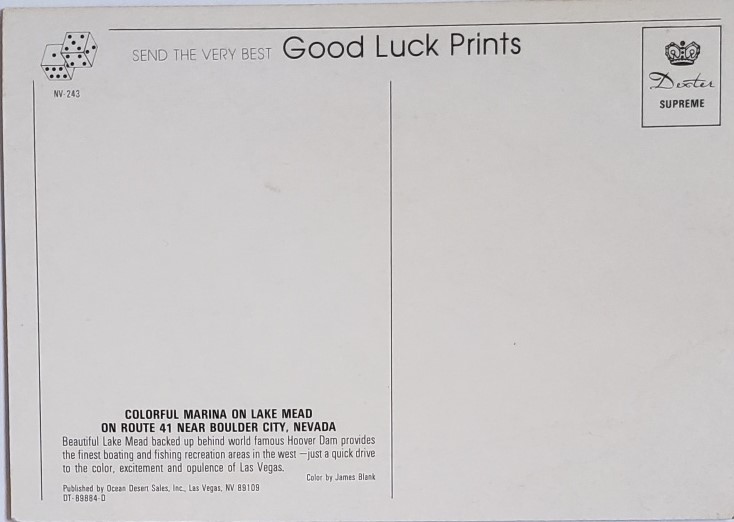 SEND THE VERY BEST Good Luck Prints
NV-243
Dexter
SUPREME
COLORFUL MARINA ON LAKE MEAD
ON ROUTE 41 NEAR BOULDER CITY, NEVADA
Beautiful Lake Mead backed up behind world famous Hoover Dam provides
the finest boating and fishing recreation areas in the west —just a quick drive
to the color, excitement and opulence of Las Vegas.
Color by James Blank
Published by Ocean Desert Sales, Inc., Las Vegas, NV 89109
DT-89884-D